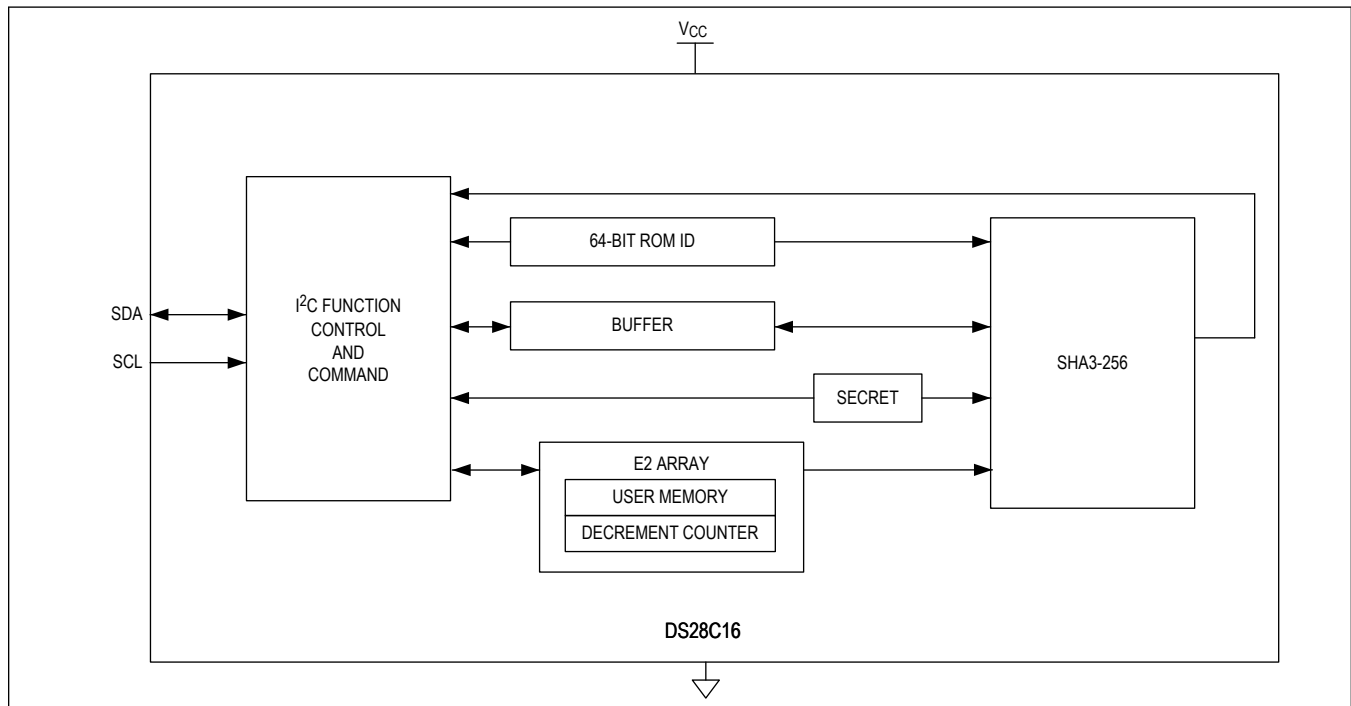 VCC
SDA
SCL
I2C FUNCTION
CONTROL
AND
COMMAND
64-BIT ROM ID
BUFFER
SECRET
E2 ARRAY
USER MEMORY
DECREMENT COUNTER
SHA3-256
DS28C16